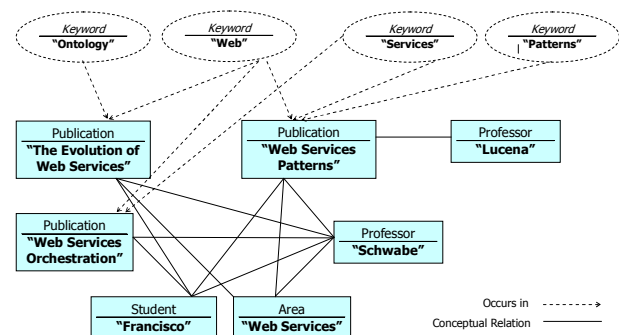 Keyword
"Ontology"
Keyword
"Web"
Keyword
"Services"
Keyword
"Patterns"
Publication
"The Evolution of
Web Services"
Publication
"Web Services
Patterns"
Professor
"Lucena"
Publication
"Web Services
Orchestration"
Professor
"Schwabe"
Student
"Francisco"
Area
"Web Services"
Occurs in
Conceptual Relation